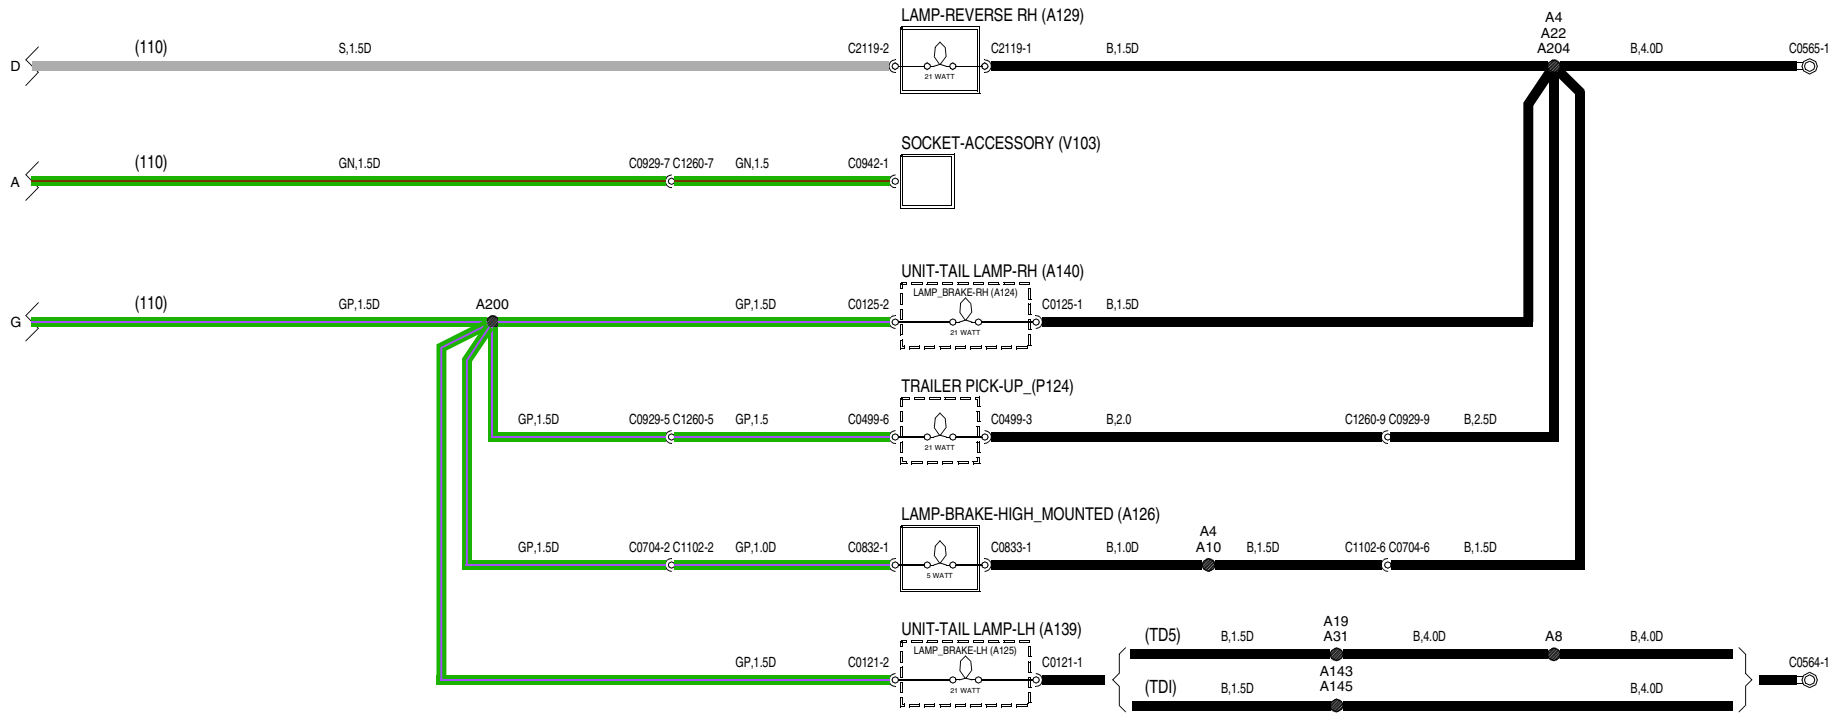 LAMP-REVERSE RH (A129)
A4
A22
D (110) S,1.5D C2119-2 C2119-1 B,1.5D A204 B,4.0D C0565-1
21 WATT
SOCKET-ACCESSORY (V103)
A (110) GN,1.5D C0929-7 C1260-7 GN,1.5 C0942-1
UNIT-TAIL LAMP-RH (A140)
LAMP_BRAKE-RH (A124)
G (110) GP,1.5D A200 GP,1.5D C0125-2 C0125-1 B,1.5D
21 WATT
TRAILER PICK-UP_(P124)
GP,1.5D C0929-5 C1260-5 GP,1.5 C0499-6 C0499-3 B,2.0 C1260-9 C0929-9 B,2.5D
21 WATT
LAMP-BRAKE-HIGH_MOUNTED (A126)
A4
GP,1.5D C0704-2 C1102-2 GP,1.0D C0832-1 C0833-1 B,1.0D A10 B,1.5D C1102-6 C0704-6 B,1.5D
5 WATT
UNIT-TAIL LAMP-LH (A139)
A19
(TD5) B,1.5D A31 B,4.0D A8 B,4.0D
LAMP_BRAKE-LH (A125)
GP,1.5D C0121-2 C0121-1 C0564-1
21 WATT
A143
(TDI) B,1.5D A145 B,4.0D